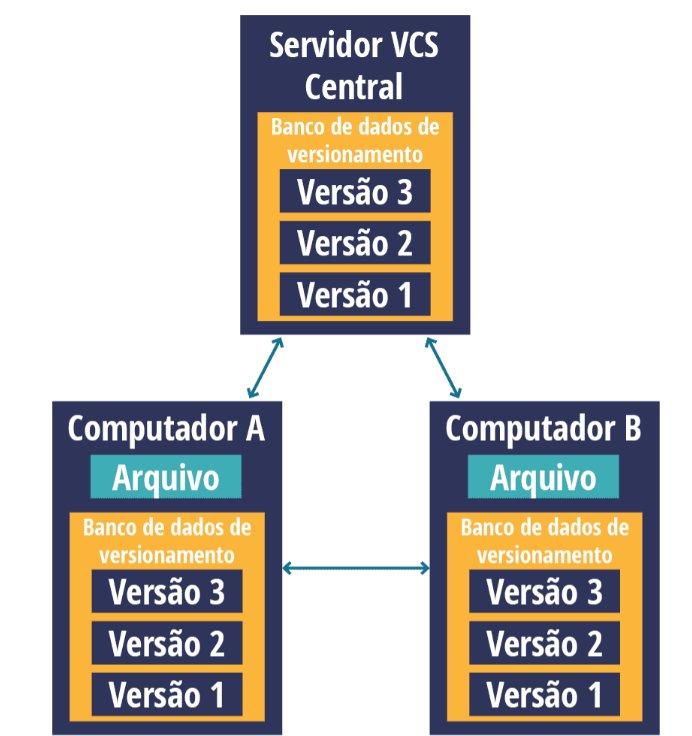 Servidor VCS
Central
Banco de dados de
versionamento
Versão 3
Versão 2
Versão 1
Computador A
Arquivo
Banco de dados de
versionamento
Versão 3
Versão 2
Versão 1
Computador B
Arquivo
Banco de dados de
versionamento
Versão 3
Versão 2
Versão 1